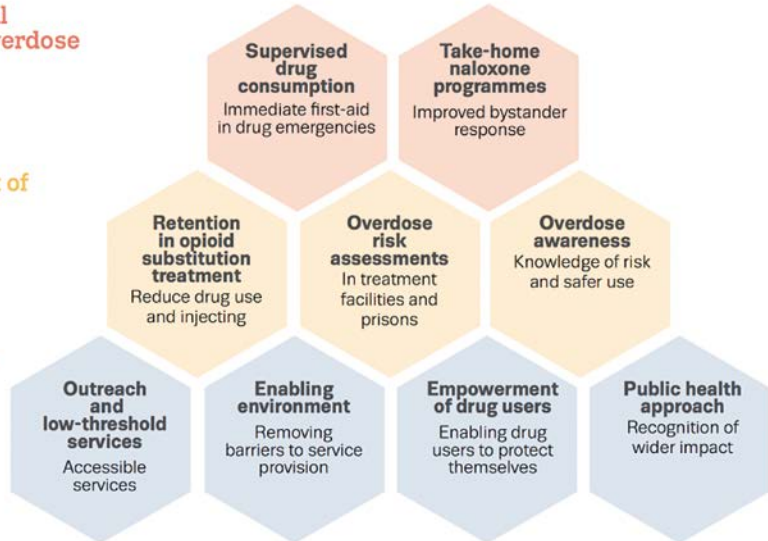 l
verdose
Supervised
drug
consumption
Immediate first-aid
in drug emergencies
Take-home
naloxone
programmes
Improved bystander
response
t of
Retention
in opioid
substitution
treatment
Reduce drug use
and injecting
Overdose
risk
assessments
In treatment
facilities and
prisons
Overdose
awareness
Knowledge of risk
and safer use
Outreach
and
low-threshold
services
Accessible
services
Enabling
environment
Removing
barriers to service
provision
Empowerment
of drug users
Enabling drug
users to protect
themselves
Public health
approach
Recognition of
wider impact